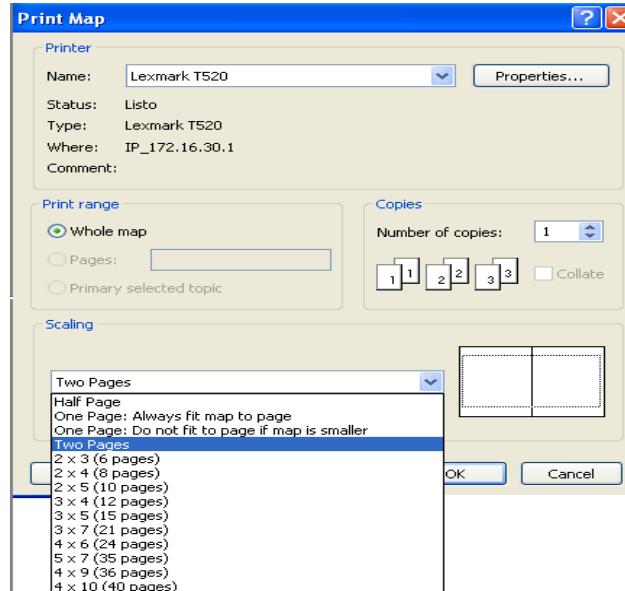 Print Map
Printer
Name: Lexmark T520 Properties...
Status: Listo
Type: Lexmark T520
Where: IP_172.16.30.1
Comment:
Print range
Whole map
Pages:
Primary selected topic
Copies
Number of copies: 1
1 1 2 2 3 3 Collate
Scaling
Two Pages
Half Page
One Page: Always fit map to page
One Page: Do not fit to page if map is smaller
Two Pages
2 x 3 (6 pages)
2 x 4 (8 pages)
2 x 5 (10 pages)
3 x 4 (12 pages)
3 x 5 (15 pages)
3 x 7 (21 pages)
4 x 6 (24 pages)
5 x 7 (35 pages)
4 x 9 (36 pages)
4 x 10 (40 pages)
OK Cancel